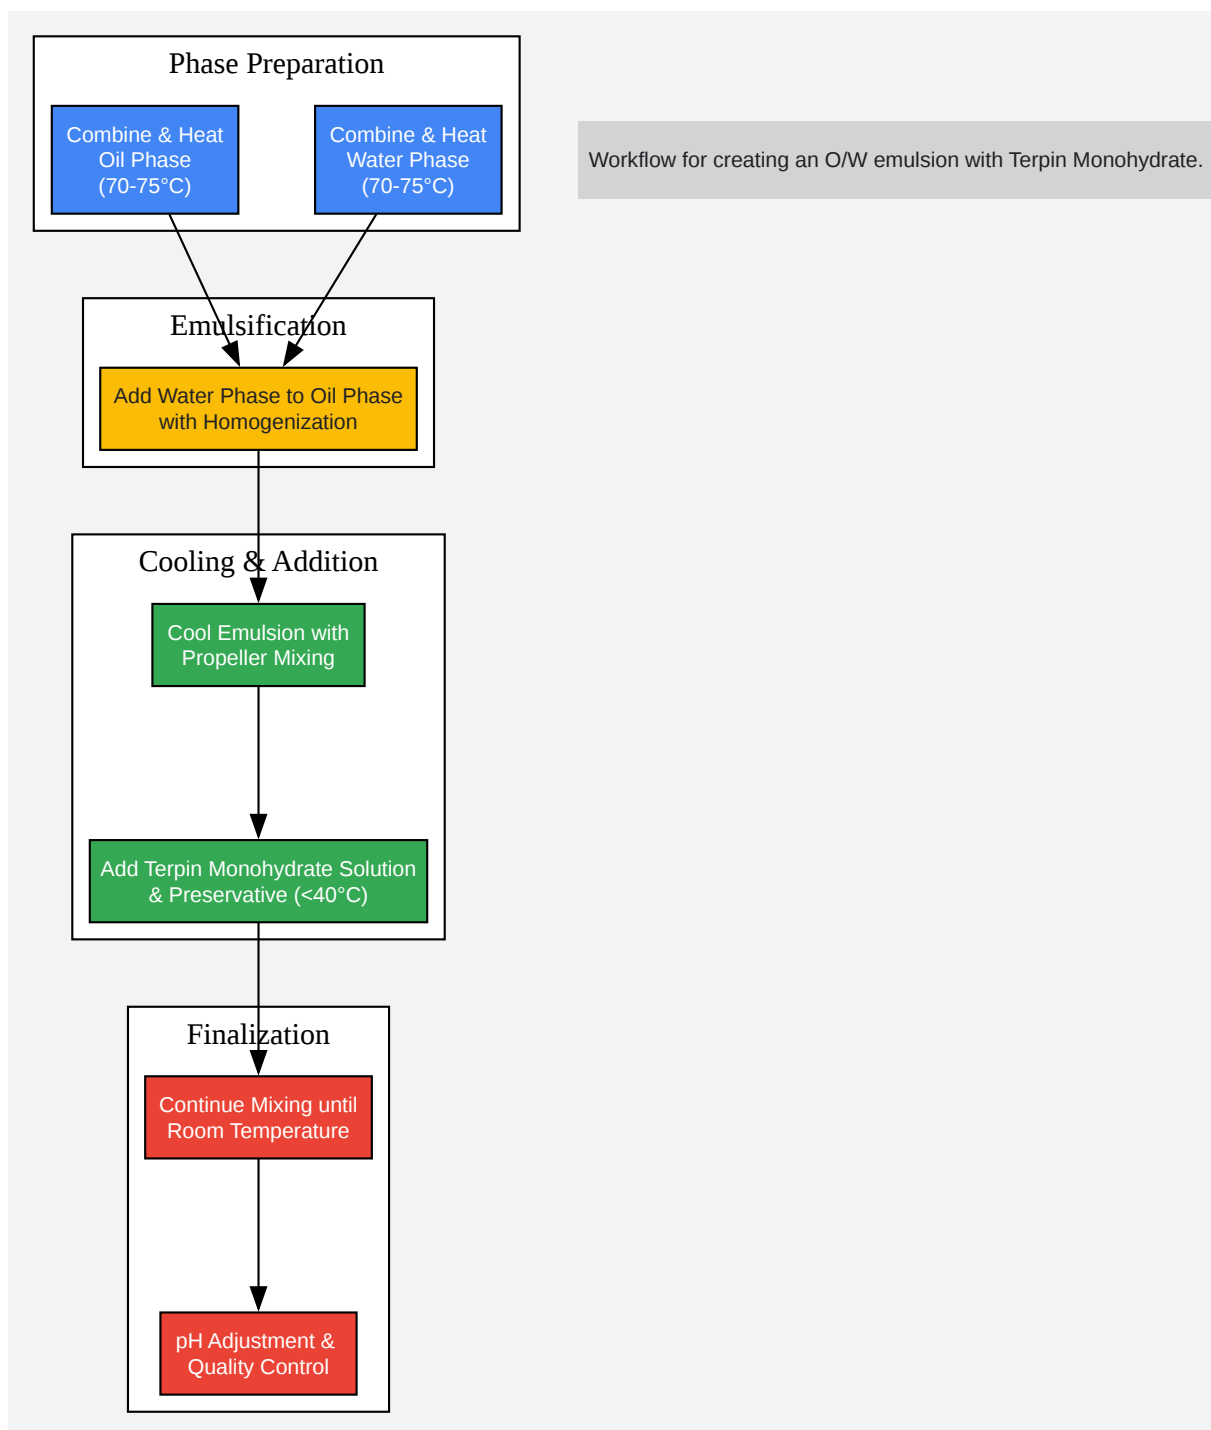 Phase Preparation
Combine & Heat
Oil Phase
(70-75°C)
Combine & Heat
Water Phase
(70-75°C)
Workflow for creating an O/W emulsion with Terpin Monohydrate.
Emulsification
Add Water Phase to Oil Phase
with Homogenization
Cooling & Addition
Cool Emulsion with
Propeller Mixing
Add Terpin Monohydrate Solution
& Preservative (<40°C)
Finalization
Continue Mixing until
Room Temperature
pH Adjustment &
Quality Control